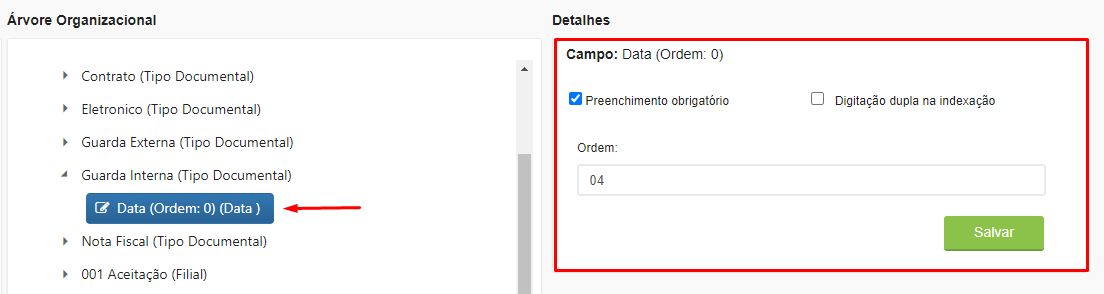 Árvore Organizacional
Contrato (Tipo Documental)
Eletronico (Tipo Documental)
Guarda Externa (Tipo Documental)
Guarda Interna (Tipo Documental)
Data (Ordem: 0) (Data )
Nota Fiscal (Tipo Documental)
001 Aceitação (Filial)
Detalhes
Campo: Data (Ordem: 0)
Preenchimento obrigatório
Digitação dupla na indexação
Ordem:
04
Salvar